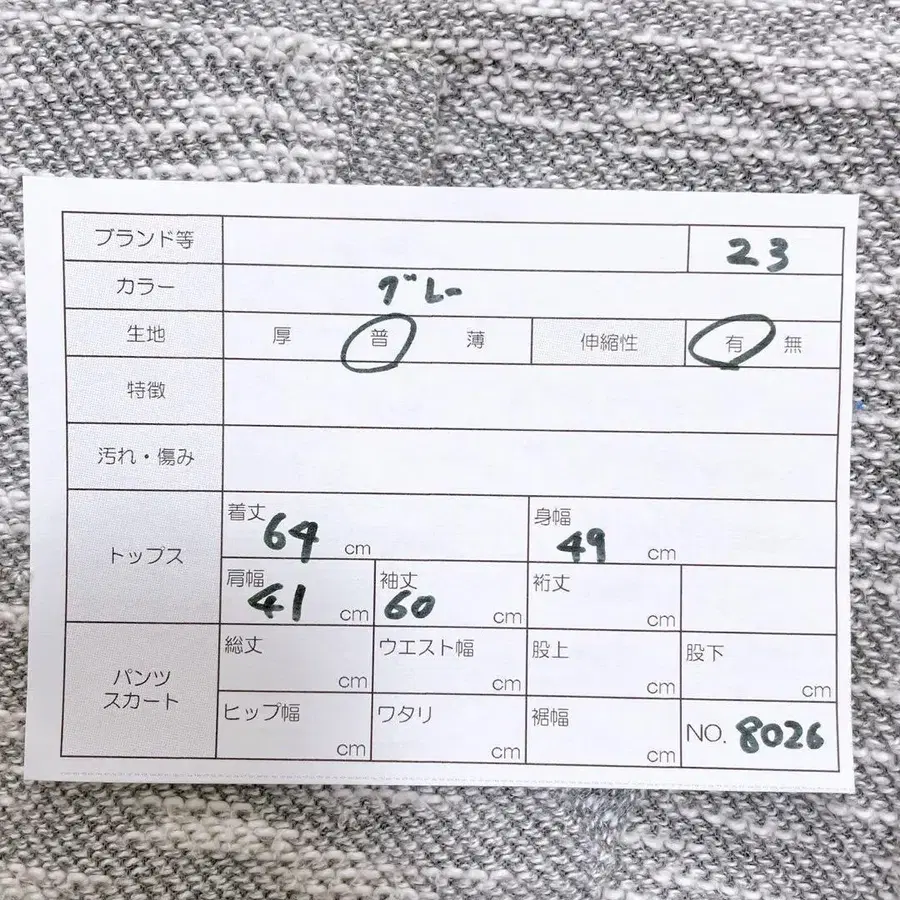 ブランド等 23
カラー グレー
生地 厚 普 薄 伸縮性 有 無
特徴
汚れ・傷み
トップス
着丈 64 cm 身幅 49 cm
肩幅 41 cm 袖丈 60 cm 裄丈 cm
パンツ
スカート
総丈 cm ウエスト幅 cm 股上 cm 股下 cm
ヒップ幅 cm ワタリ cm 裾幅 cm NO. 8026